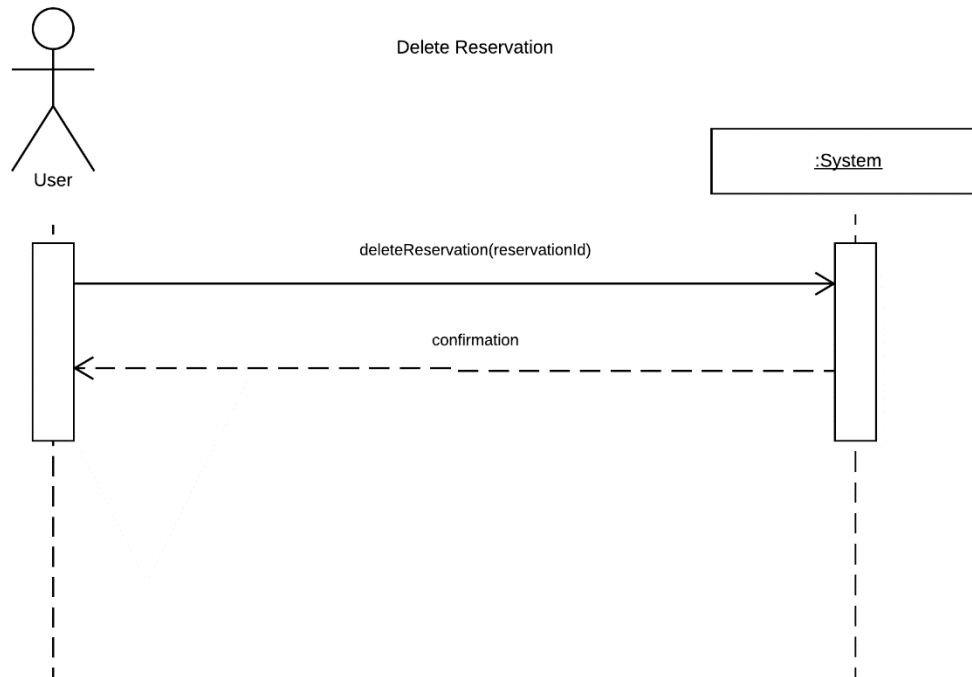 Delete Reservation
:System
User
deleteReservation(reservationId)
confirmation